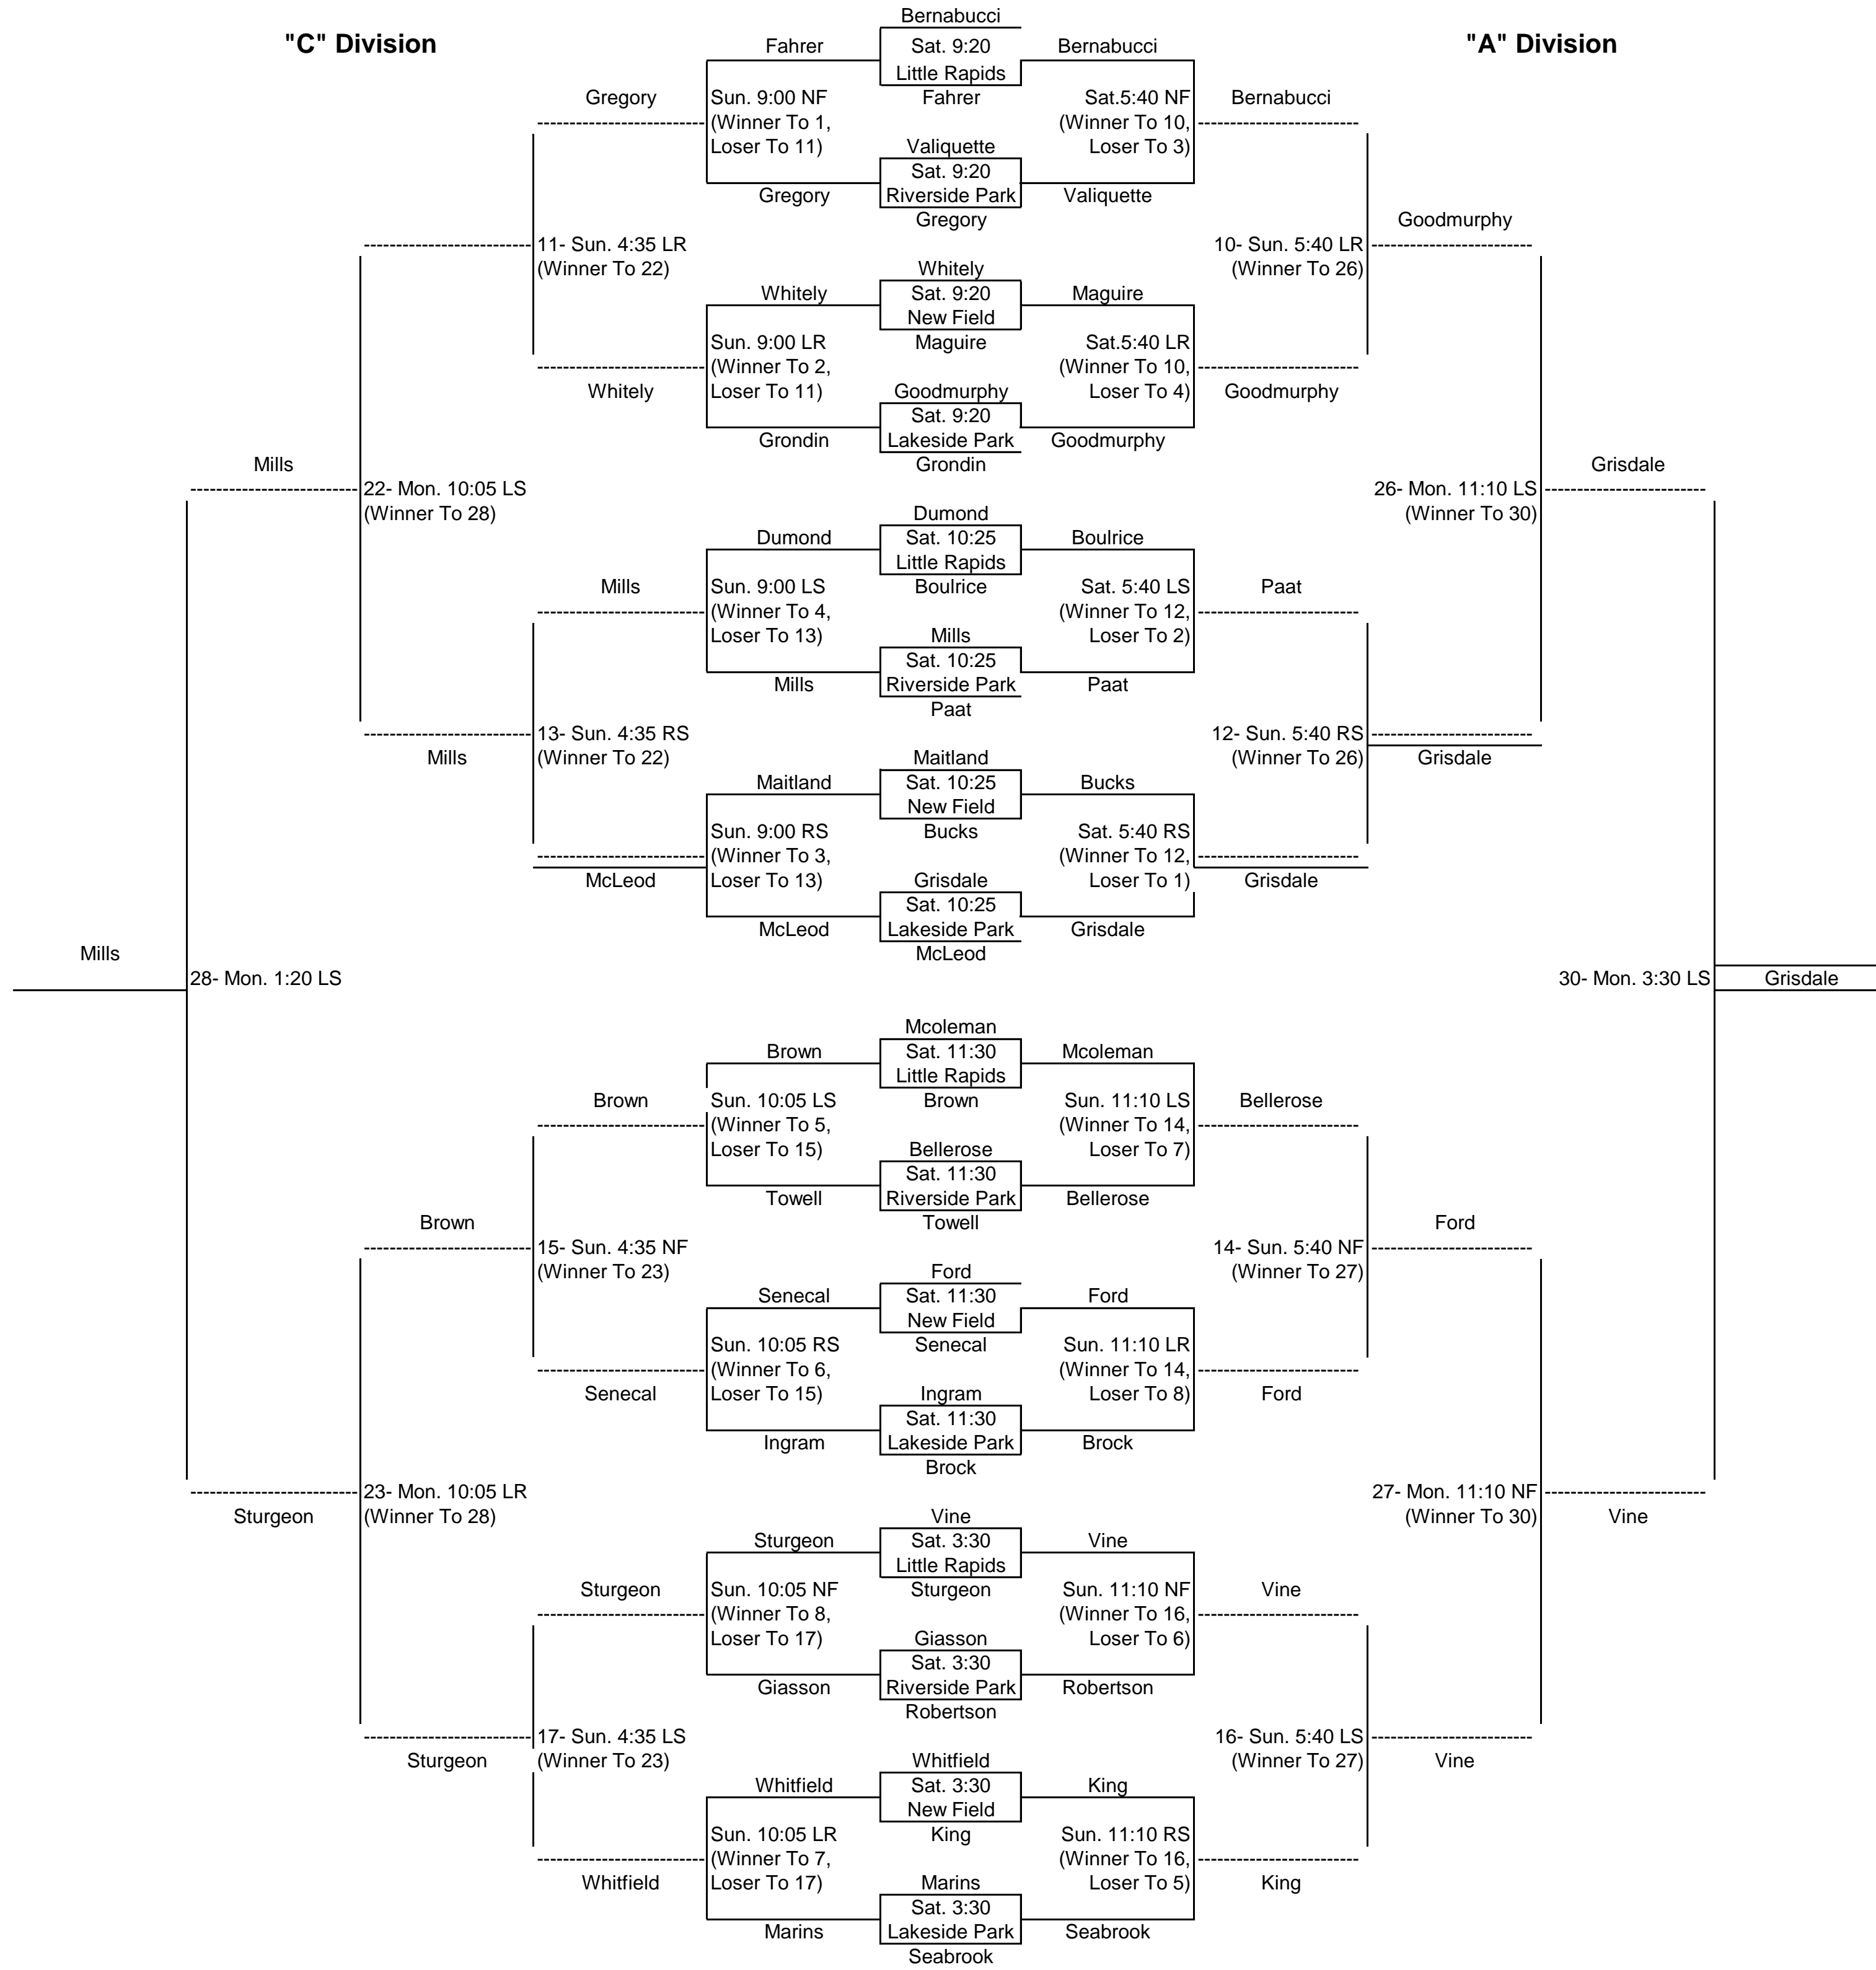 Bernabucci
"C" Division
Fahrer
Sat. 9:20
Bernabucci
"A" Division
Little Rapids
Gregory
Sun. 9:00 NF
Fahrer
Sat.5:40 NF
Bernabucci
(Winner To 1,
(Winner To 10,
Loser To 11)
Valiquette
Loser To 3)
Sat. 9:20
Gregory
Riverside Park
Valiquette
Gregory
Goodmurphy
11- Sun. 4:35 LR
10- Sun. 5:40 LR
(Winner To 22)
Whitely
(Winner To 26)
Whitely
Sat. 9:20
Maguire
New Field
Sun. 9:00 LR
Maguire
Sat.5:40 LR
(Winner To 2,
(Winner To 10,
Whitely
Loser To 11)
Goodmurphy
Loser To 4)
Goodmurphy
Sat. 9:20
Grondin
Lakeside Park
Goodmurphy
Mills
Grondin
Grisdale
22- Mon. 10:05 LS
26- Mon. 11:10 LS
(Winner To 28)
Dumond
(Winner To 30)
Dumond
Sat. 10:25
Boulrice
Little Rapids
Mills
Sun. 9:00 LS
Boulrice
Sat. 5:40 LS
Paat
(Winner To 4,
(Winner To 12,
Loser To 13)
Mills
Loser To 2)
Sat. 10:25
Mills
Riverside Park
Paat
Paat
13- Sun. 4:35 RS
12- Sun. 5:40 RS
Mills
(Winner To 22)
Maitland
(Winner To 26)
Grisdale
Maitland
Sat. 10:25
Bucks
New Field
Sun. 9:00 RS
Bucks
Sat. 5:40 RS
(Winner To 3,
(Winner To 12,
McLeod
Loser To 13)
Grisdale
Loser To 1)
Grisdale
Sat. 10:25
McLeod
Lakeside Park
Grisdale
Mills
McLeod
28- Mon. 1:20 LS
30- Mon. 3:30 LS
Grisdale
Mcoleman
Brown
Sat. 11:30
Mcoleman
Little Rapids
Brown
Sun. 10:05 LS
Brown
Sun. 11:10 LS
Bellerose
(Winner To 5,
(Winner To 14,
Loser To 15)
Bellerose
Loser To 7)
Sat. 11:30
Towell
Riverside Park
Bellerose
Brown
Towell
Ford
15- Sun. 4:35 NF
14- Sun. 5:40 NF
(Winner To 23)
Ford
(Winner To 27)
Senecal
Sat. 11:30
Ford
New Field
Sun. 10:05 RS
Senecal
Sun. 11:10 LR
(Winner To 6,
(Winner To 14,
Senecal
Loser To 15)
Ingram
Loser To 8)
Ford
Sat. 11:30
Ingram
Lakeside Park
Brock
Brock
23- Mon. 10:05 LR
27- Mon. 11:10 NF
Sturgeon
(Winner To 28)
Vine
(Winner To 30)
Vine
Sturgeon
Sat. 3:30
Vine
Little Rapids
Sturgeon
Sun. 10:05 NF
Sturgeon
Sun. 11:10 NF
Vine
(Winner To 8,
(Winner To 16,
Loser To 17)
Giasson
Loser To 6)
Sat. 3:30
Giasson
Riverside Park
Robertson
Robertson
17- Sun. 4:35 LS
16- Sun. 5:40 LS
Sturgeon
(Winner To 23)
Whitfield
(Winner To 27)
Vine
Whitfield
Sat. 3:30
King
New Field
Sun. 10:05 LR
King
Sun. 11:10 RS
(Winner To 7,
(Winner To 16,
Whitfield
Loser To 17)
Marins
Loser To 5)
King
Sat. 3:30
Marins
Lakeside Park
Seabrook
Seabrook